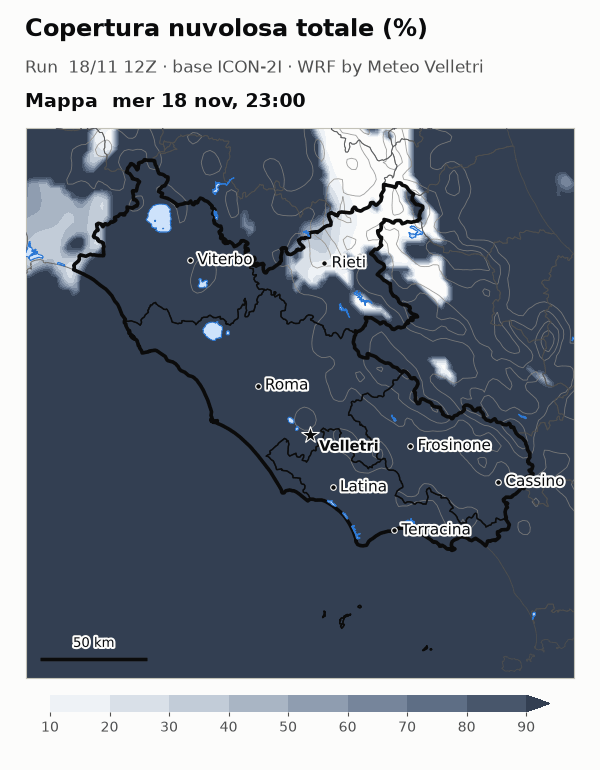 Copertura nuvolosa totale (%)
Run 18/11 12Z · base ICON-2I · WRF by Meteo Velletri
Mappa mer 18 nov, 23:00
Viterbo
Rieti
Roma
Velletri
Frosinone
Cassino
Latina
Terracina
50 km
10 20 30 40 50 60 70 80 90